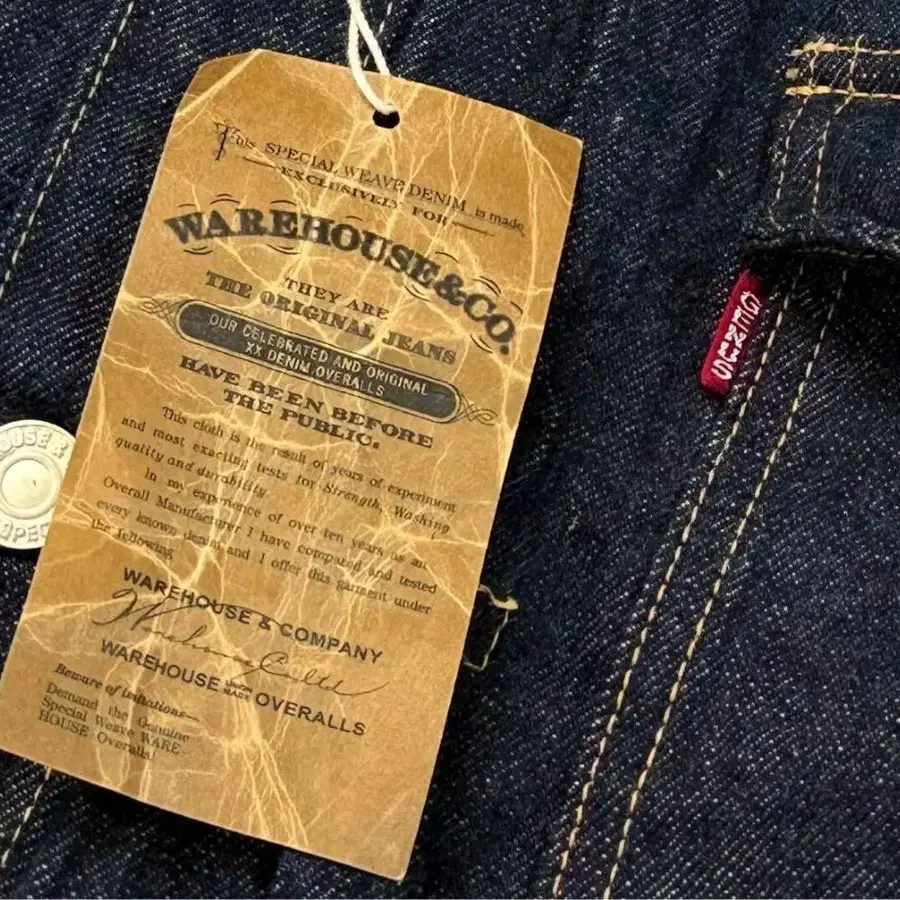 This SPECIAL WEAVE DENIM is made
EXCLUSIVELY FOR
WAREHOUSE & CO.
THEY ARE
THE ORIGINAL JEANS
OUR CELEBRATED AND ORIGINAL
XX DENIM OVERALLS
HAVE BEEN BEFORE
THE PUBLIC.
This cloth is the result of years of experiment
and most exacting tests for Strength, Washing
quality and durability
In my experience of over ten years as an
Overall Manufacturer I have compared and tested
every known denim and I offer this garment under
the following
WAREHOUSE & COMPANY
WAREHOUSE UNION MADE OVERALLS
Beware of Imitations
Demand the Genuine
Special Weave WARE-
HOUSE Overalls!